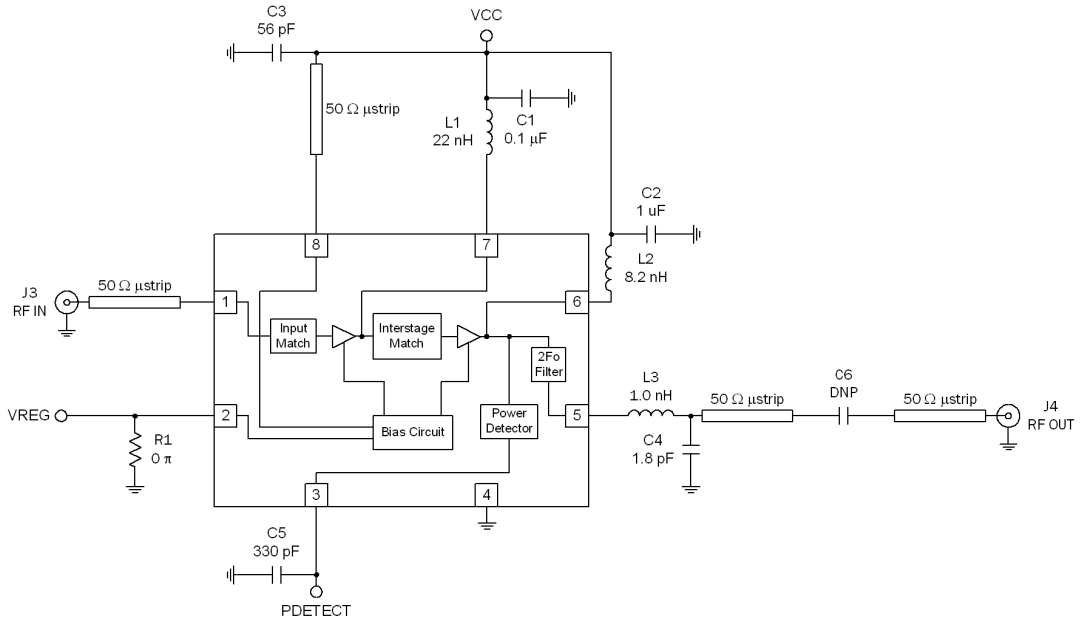 C3
56 pF
VCC
50 Ω μstrip
L1
22 nH
C1
0.1 μF
C2
1 uF
L2
8.2 nH
8
7
J3
RF IN
50 Ω μstrip
1
6
Input
Match
Interstage
Match
2Fo
Filter
VREG
2
Bias Circuit
Power
Detector
5
L3
1.0 nH
50 Ω μstrip
C6
DNP
50 Ω μstrip
J4
RF OUT
R1
0 π
C4
1.8 pF
3
4
C5
330 pF
PDETECT